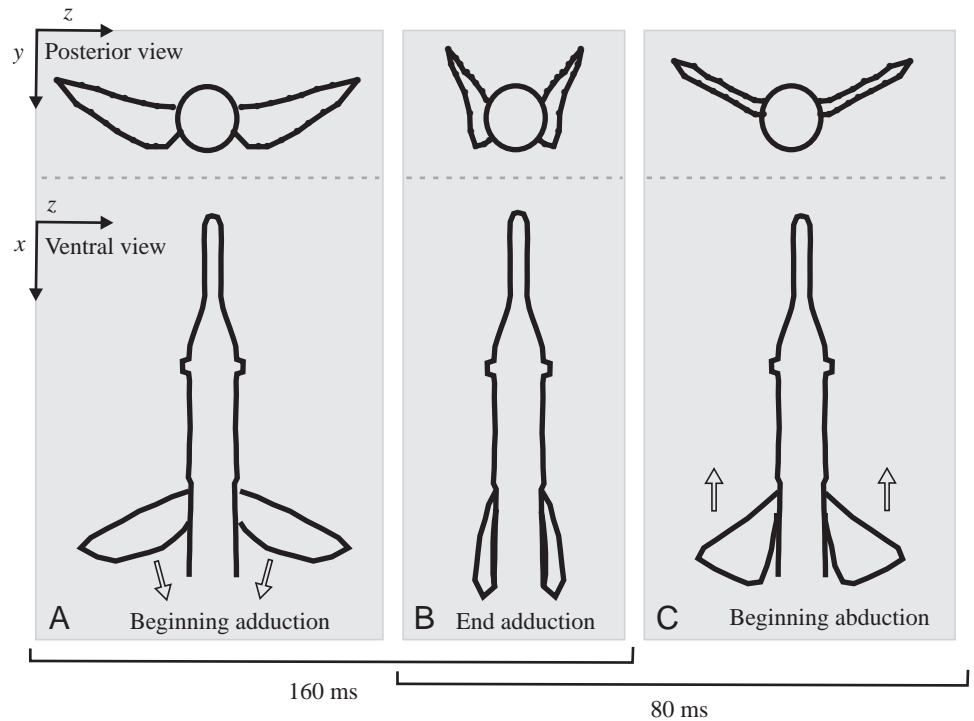 z
y
Posterior view
z
x
Ventral view
A
Beginning adduction
B
End adduction
C
Beginning abduction
160 ms
80 ms